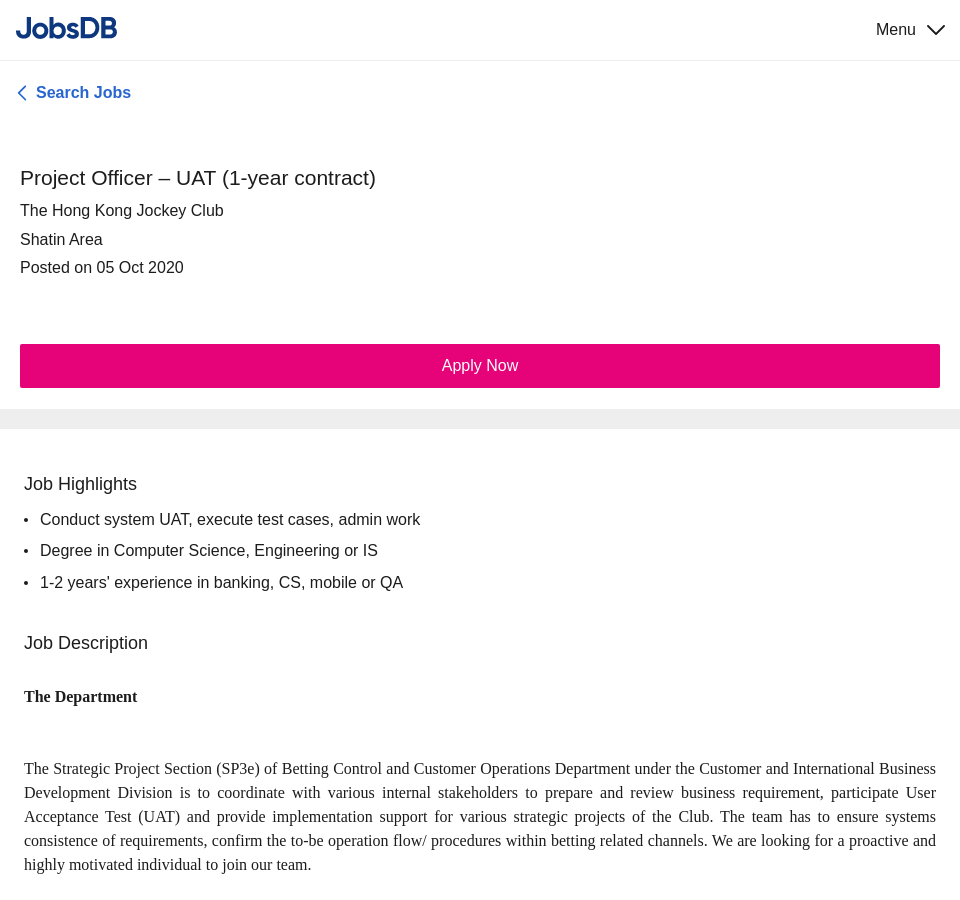 JobsDB
Menu
Search Jobs
Project Officer – UAT (1-year contract)
The Hong Kong Jockey Club
Shatin Area
Posted on 05 Oct 2020
Apply Now
Job Highlights
• Conduct system UAT, execute test cases, admin work
• Degree in Computer Science, Engineering or IS
• 1-2 years' experience in banking, CS, mobile or QA
Job Description
The Department
The Strategic Project Section (SP3e) of Betting Control and Customer Operations Department under the Customer and International Business
Development Division is to coordinate with various internal stakeholders to prepare and review business requirement, participate User
Acceptance Test (UAT) and provide implementation support for various strategic projects of the Club. The team has to ensure systems
consistence of requirements, confirm the to-be operation flow/ procedures within betting related channels. We are looking for a proactive and
highly motivated individual to join our team.